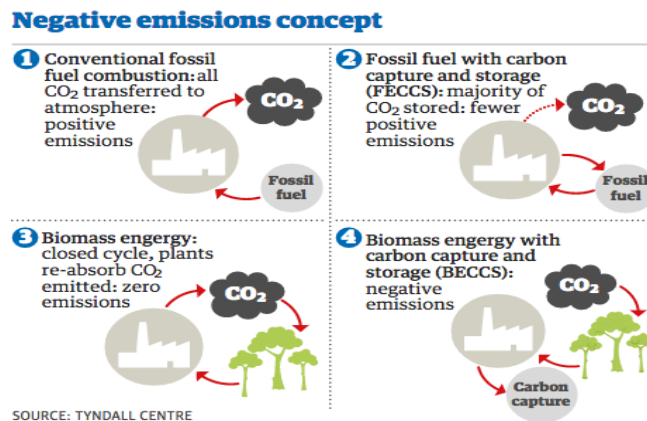 Negative emissions concept
1 Conventional fossil
fuel combustion: all
CO₂ transferred to
atmosphere:
positive
emissions
CO₂
Fossil
fuel
2 Fossil fuel with carbon
capture and storage
(FECCS): majority of
CO₂ stored: fewer
positive
emissions
CO₂
Fossil
fuel
3 Biomass engergy:
closed cycle, plants
re-absorb CO₂
emitted: zero
emissions
CO₂
4 Biomass engergy with
carbon capture and
storage (BECCS):
negative
emissions
CO₂
Carbon
capture
SOURCE: TYNDALL CENTRE